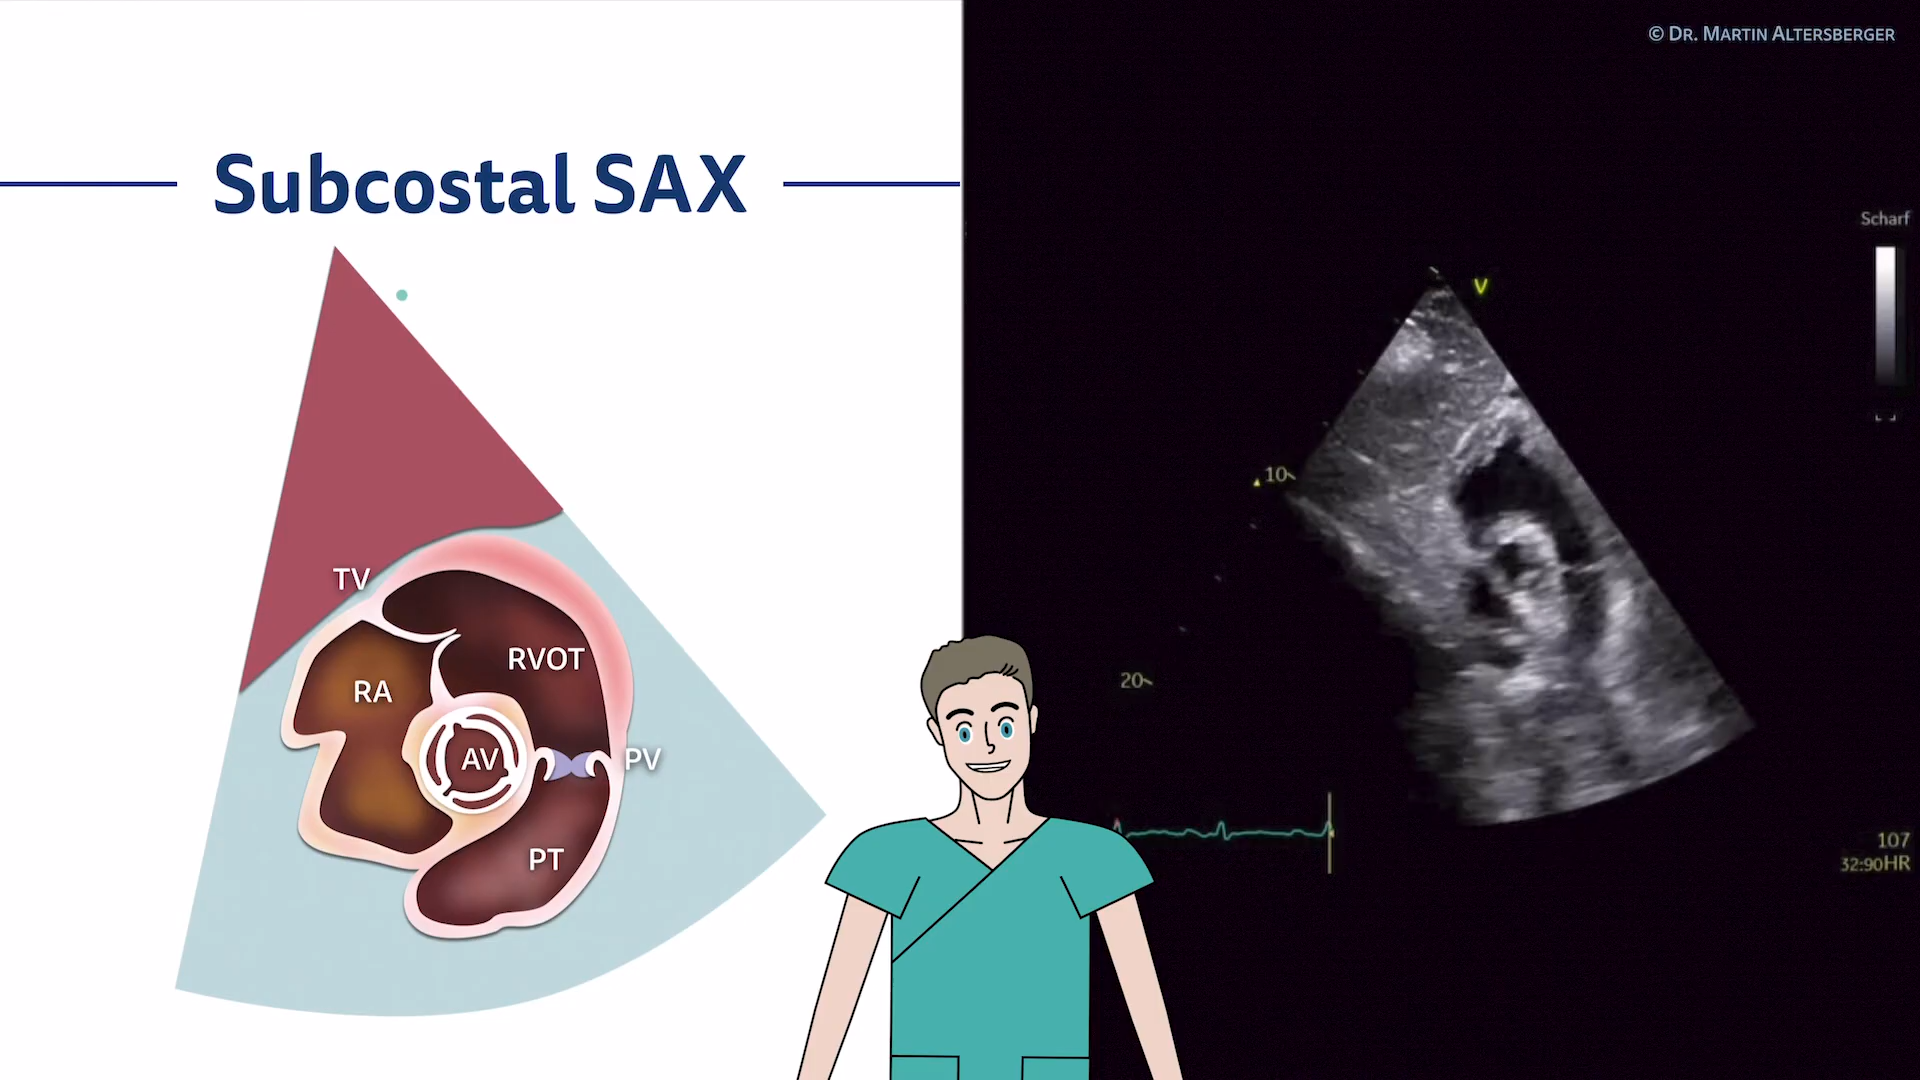 © Dr. Martin Altersberger
Subcostal SAX
Scharf
V
10
TV
RVOT
RA
20
AV
PV
PT
107
32:90HR